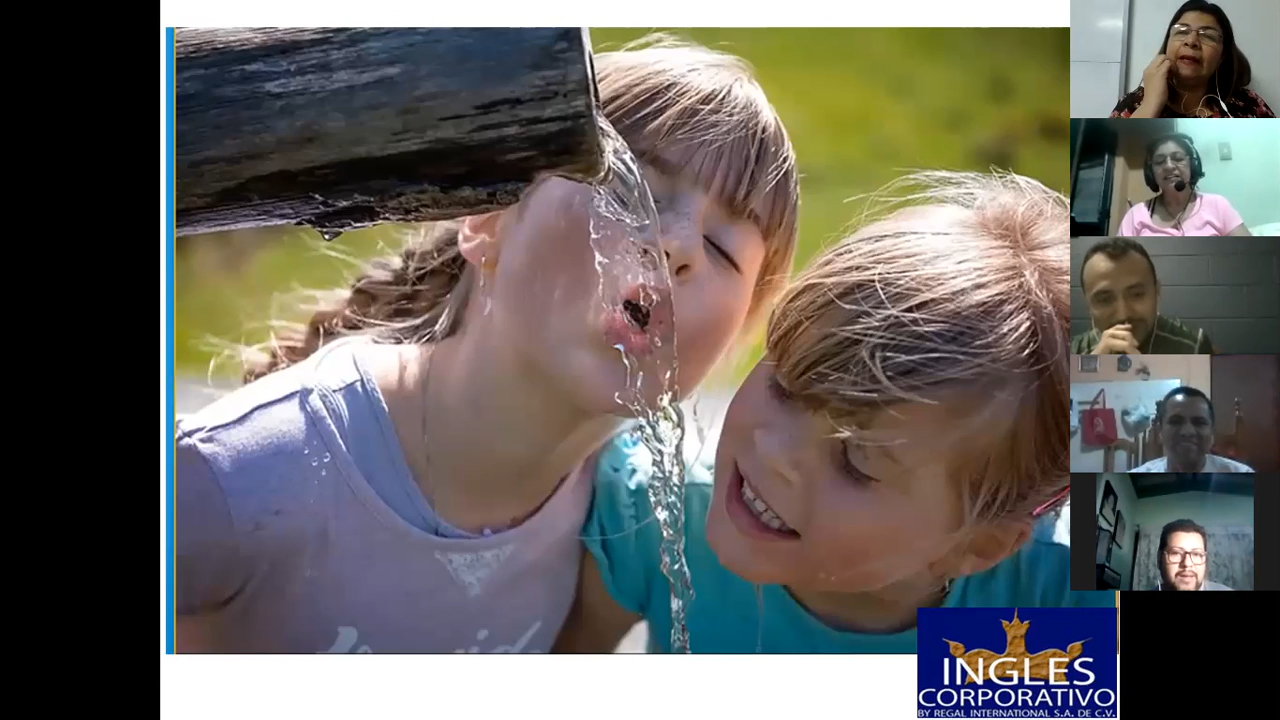 INGLES
CORPORATIVO
BY REGAL INTERNATIONAL S.A. DE C.V.